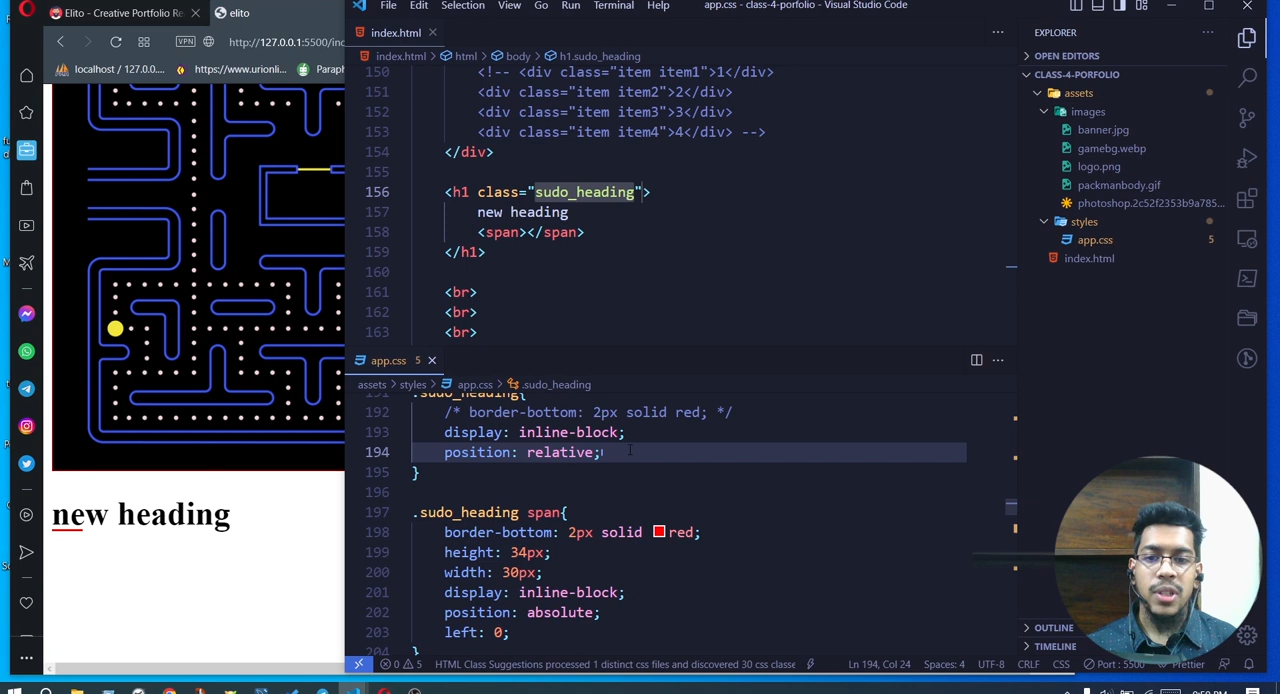 Elito - Creative Portfolio Re
elito
File Edit Selection View Go Run Terminal Help
app.css - class-4-porfolio - Visual Studio Code
VPN
http://127.0.0.1:5500/ind
localhost / 127.0....
https://www.urionli...
Paraph
index.html
index.html > html > body > h1.sudo_heading
150 <!-- <div class="item item1">1</div>
151 <div class="item item2">2</div>
152 <div class="item item3">3</div>
153 <div class="item item4">4</div> -->
154 </div>
155
156 <h1 class="sudo_heading">
157 new heading
158 <span></span>
159 </h1>
160
161 <br>
162 <br>
163 <br>
app.css 5
assets > styles > app.css > .sudo_heading
191 .sudo_heading{
192 /* border-bottom: 2px solid red; */
193 display: inline-block;
194 position: relative;
195 }
196
197 .sudo_heading span{
198 border-bottom: 2px solid red;
199 height: 34px;
200 width: 30px;
201 display: inline-block;
202 position: absolute;
203 left: 0;
204 }
new heading
EXPLORER
OPEN EDITORS
CLASS-4-PORFOLIO
assets
images
banner.jpg
gamebg.webp
logo.png
packmanbody.gif
photoshop.2c52f2353b9a785...
styles
app.css 5
index.html
OUTLINE
TIMELINE
0 5 HTML Class Suggestions processed 1 distinct css files and discovered 30 css classe
Ln 194, Col 24 Spaces: 4 UTF-8 CRLF CSS Port : 5500 Prettier